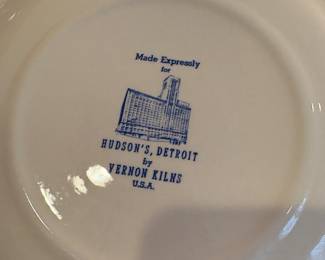 Made Expressly
for
HUDSON'S, DETROIT
by
VERNON KILNS
U.S.A.